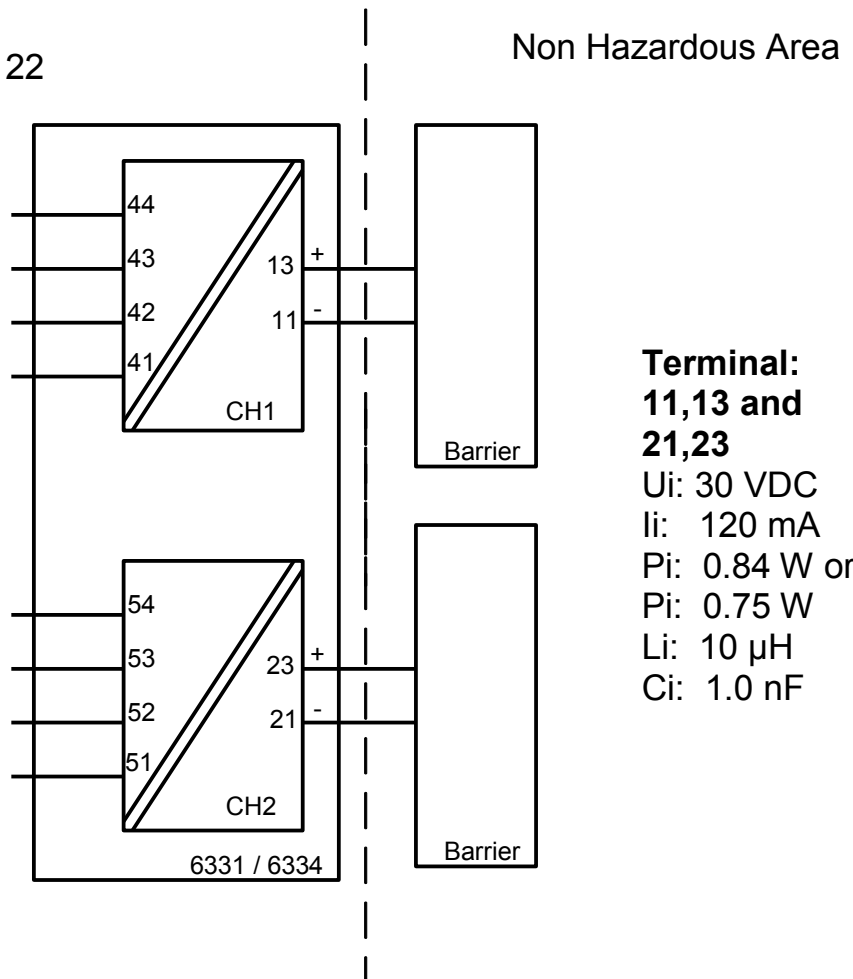 Non Hazardous Area
22
44
43
42
41
13
+
11
-
CH1
Barrier
Terminal:
11,13 and
21,23
Ui: 30 VDC
Ii: 120 mA
Pi: 0.84 W or
Pi: 0.75 W
Li: 10 µH
Ci: 1.0 nF
54
53
52
51
23
+
21
-
CH2
Barrier
6331 / 6334